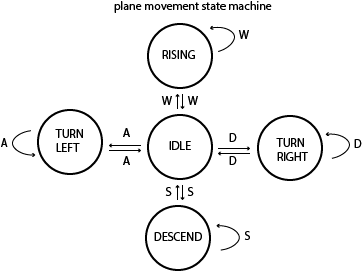 plane movement state machine
W
RISING
W W
TURN
LEFT
A
A
A
IDLE
D
D
TURN
RIGHT
D
S S
DESCEND
S